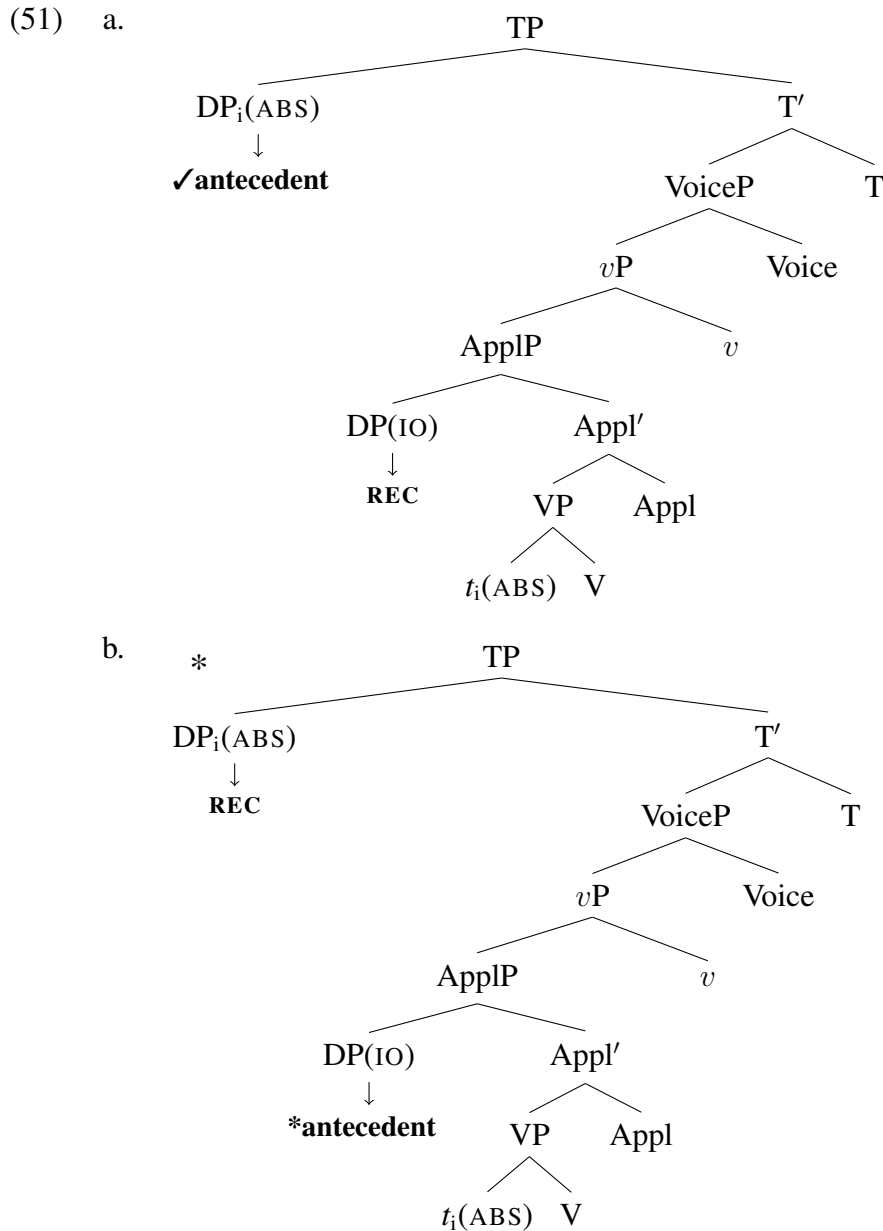 (51) a. TP
DPi(ABS) T′
↓
✓antecedent VoiceP T
vP Voice
ApplP v
DP(IO) Appl′
↓
REC VP Appl
ti(ABS) V
b. * TP
DPi(ABS) T′
↓
REC VoiceP T
vP Voice
ApplP v
DP(IO) Appl′
↓
*antecedent VP Appl
ti(ABS) V